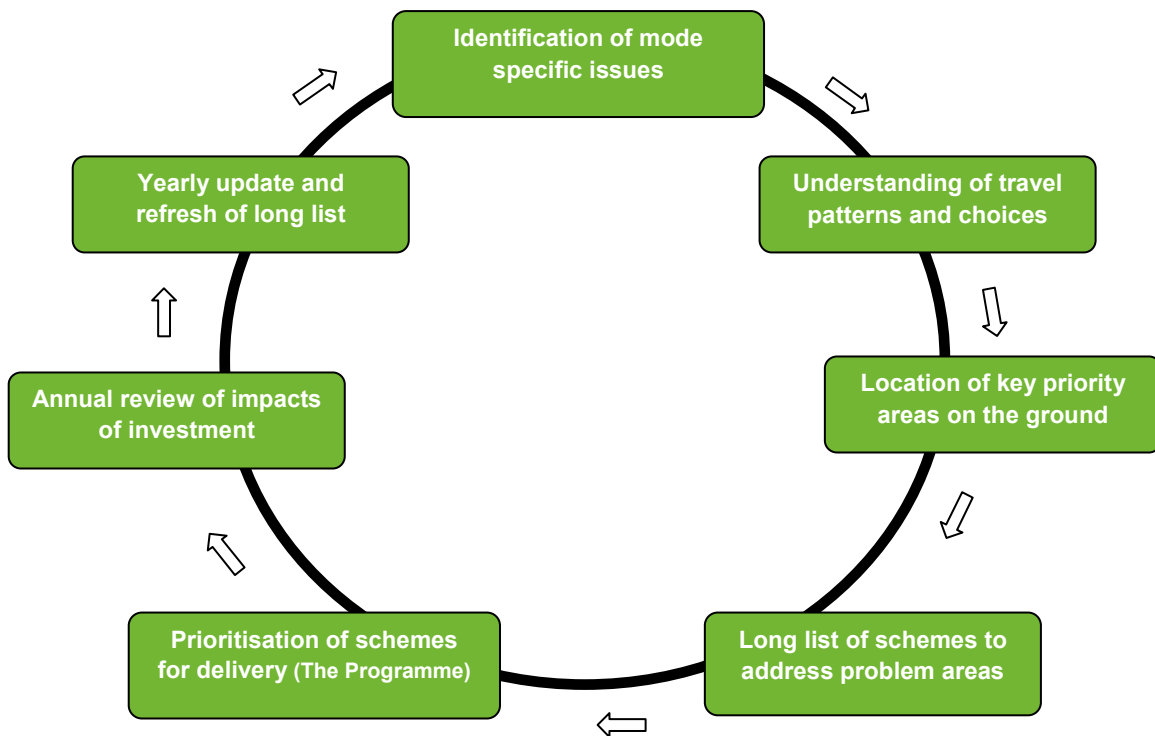 Identification of mode
specific issues
Understanding of travel
patterns and choices
Location of key priority
areas on the ground
Long list of schemes to
address problem areas
Prioritisation of schemes
for delivery (The Programme)
Annual review of impacts
of investment
Yearly update and
refresh of long list